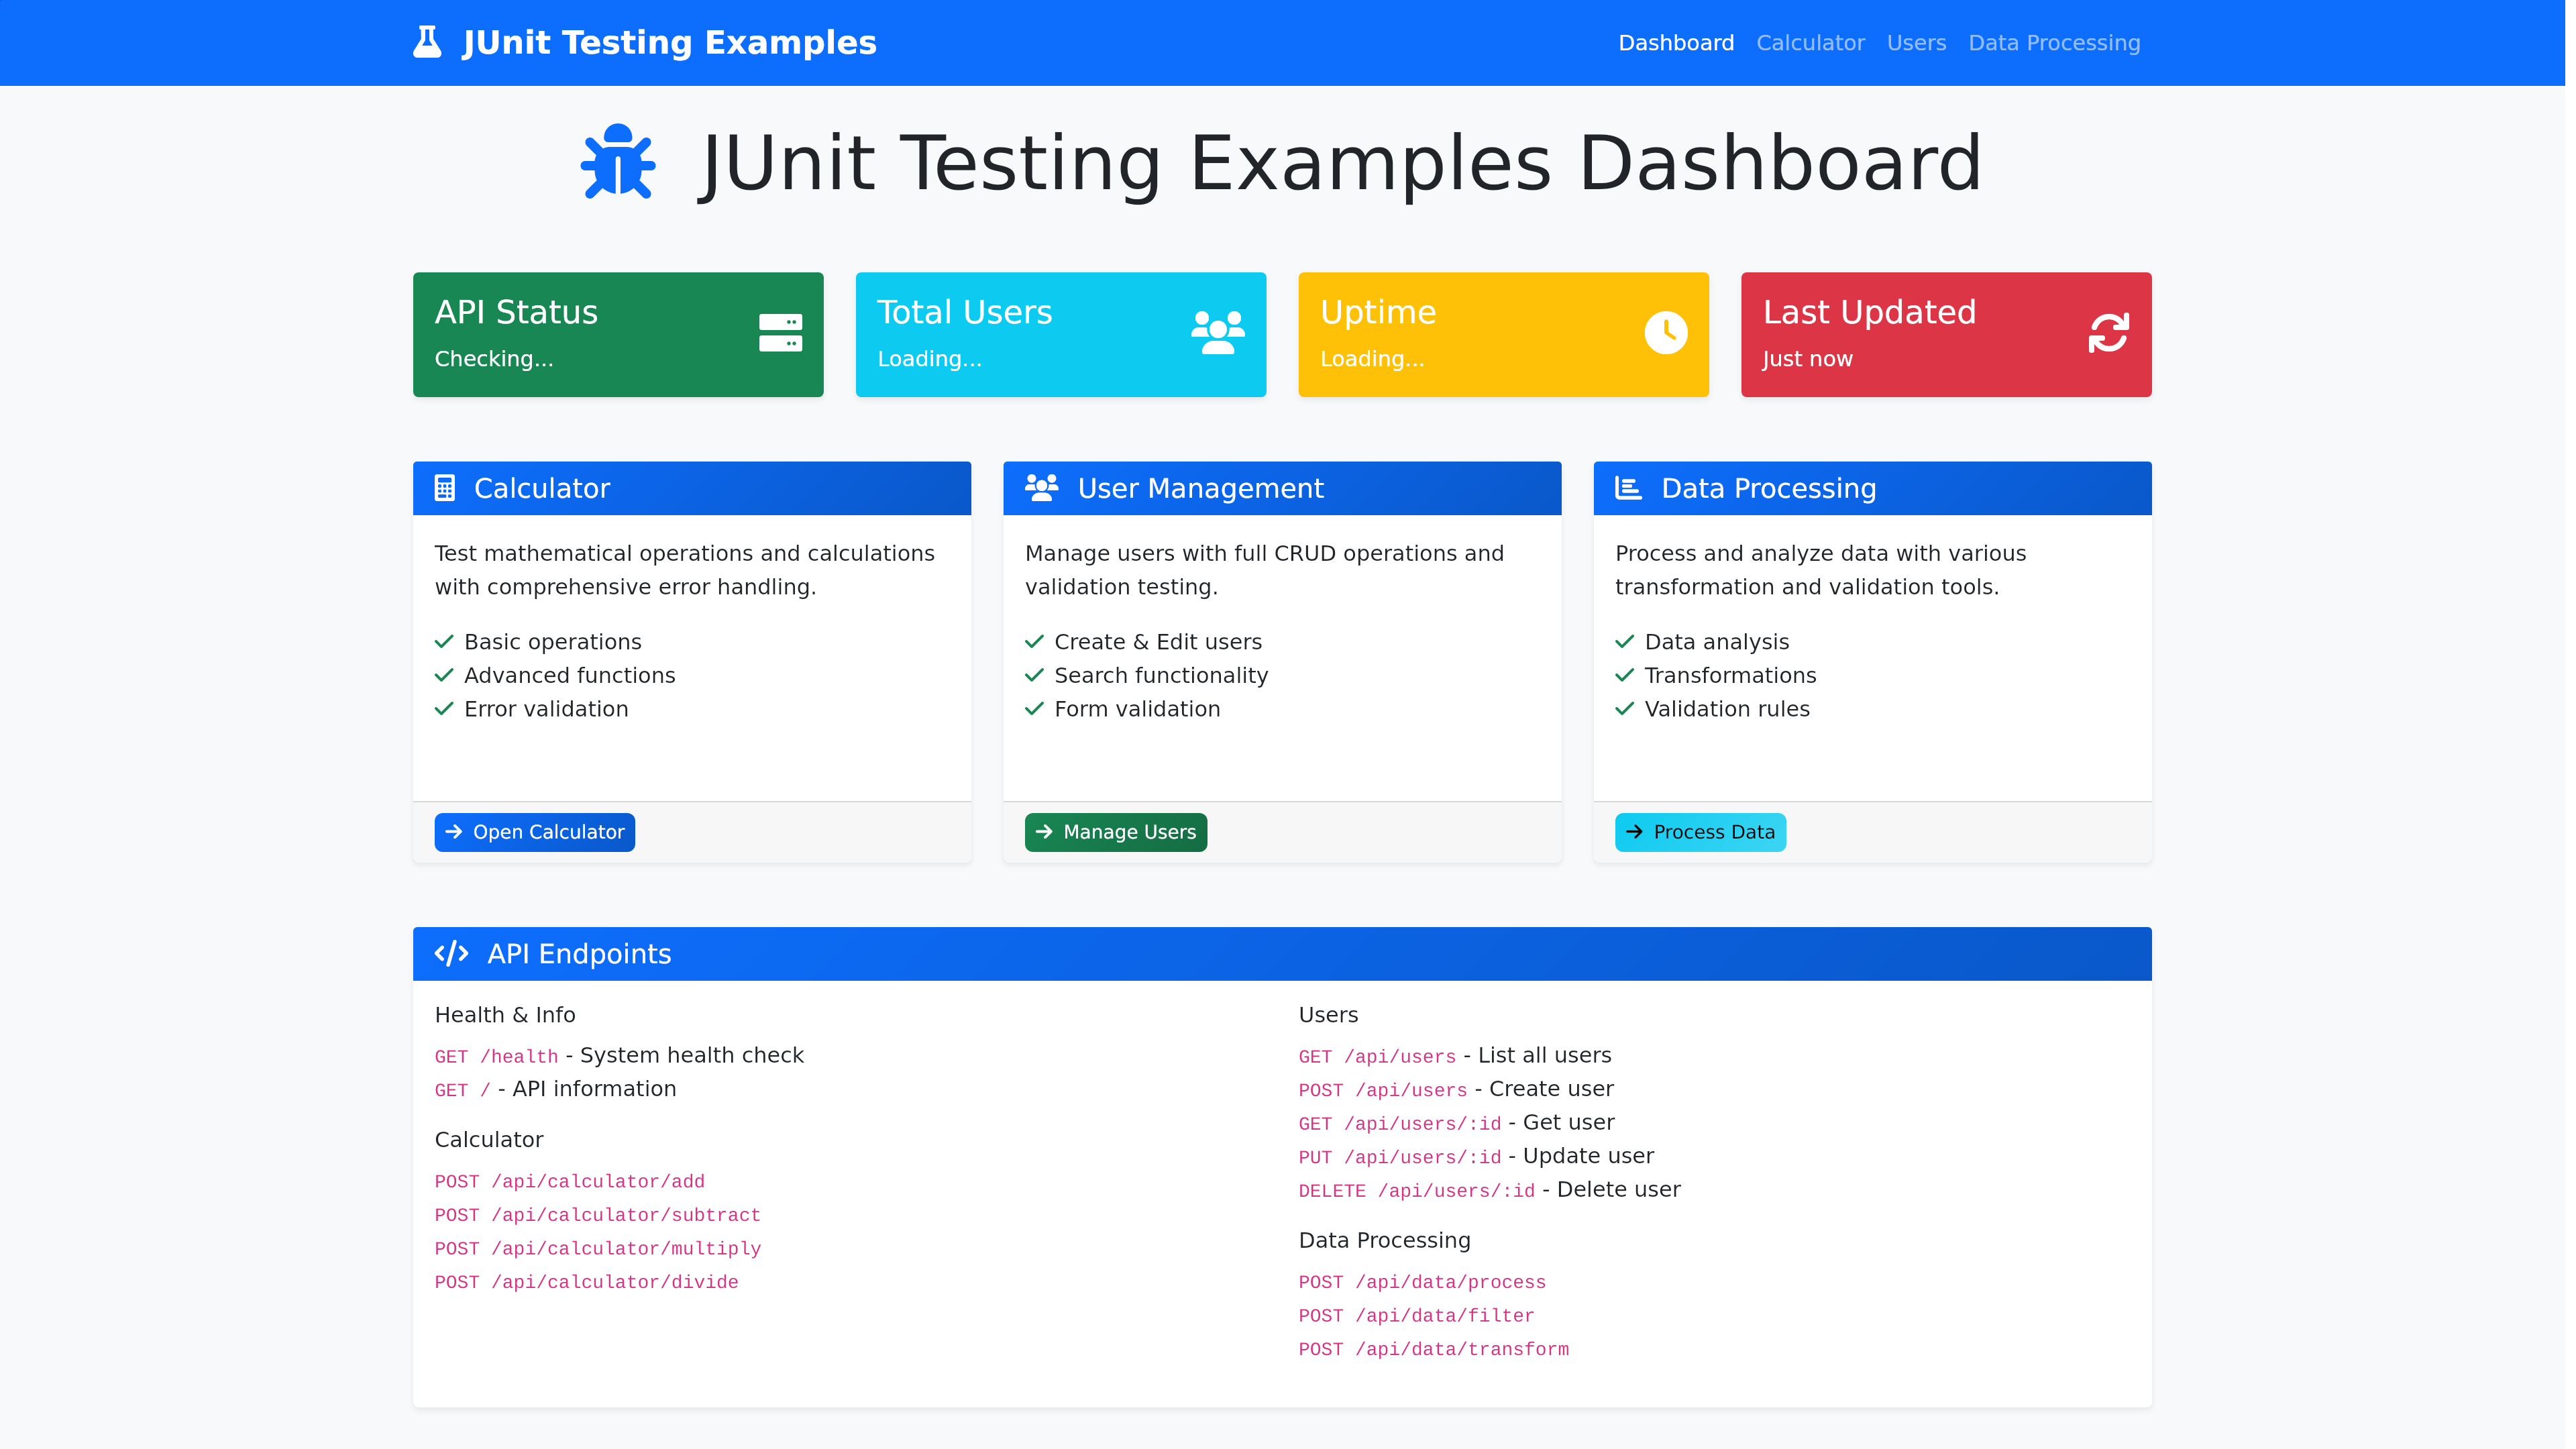 JUnit Testing Examples
Dashboard Calculator Users Data Processing
JUnit Testing Examples Dashboard
API Status
Checking...
Total Users
Loading...
Uptime
Loading...
Last Updated
Just now
Calculator
Test mathematical operations and calculations
with comprehensive error handling.
Basic operations
Advanced functions
Error validation
Open Calculator
User Management
Manage users with full CRUD operations and
validation testing.
Create & Edit users
Search functionality
Form validation
Manage Users
Data Processing
Process and analyze data with various
transformation and validation tools.
Data analysis
Transformations
Validation rules
Process Data
API Endpoints
Health & Info
GET /health - System health check
GET / - API information
Calculator
POST /api/calculator/add
POST /api/calculator/subtract
POST /api/calculator/multiply
POST /api/calculator/divide
Users
GET /api/users - List all users
POST /api/users - Create user
GET /api/users/:id - Get user
PUT /api/users/:id - Update user
DELETE /api/users/:id - Delete user
Data Processing
POST /api/data/process
POST /api/data/filter
POST /api/data/transform